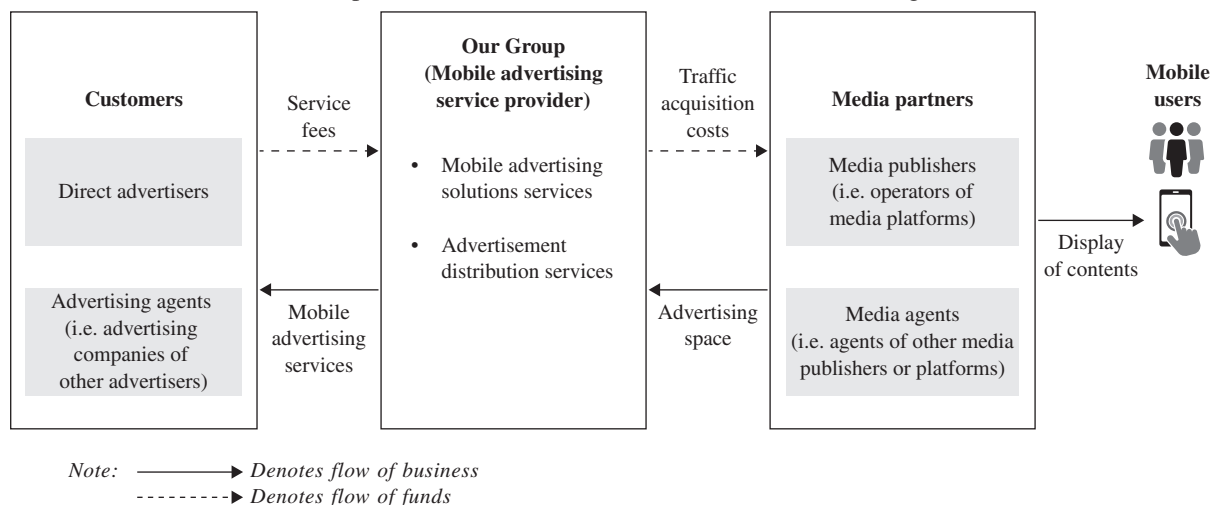 Customers
Direct advertisers
Advertising agents
(i.e. advertising
companies of
other advertisers)
Service
fees
Mobile
advertising
services
Our Group
(Mobile advertising
service provider)
• Mobile advertising
solutions services
• Advertisement
distribution services
Traffic
acquisition
costs
Advertising
space
Media partners
Media publishers
(i.e. operators of
media platforms)
Media agents
(i.e. agents of other media
publishers or platforms)
Display
of contents
Mobile
users
Note: Denotes flow of business
Denotes flow of funds